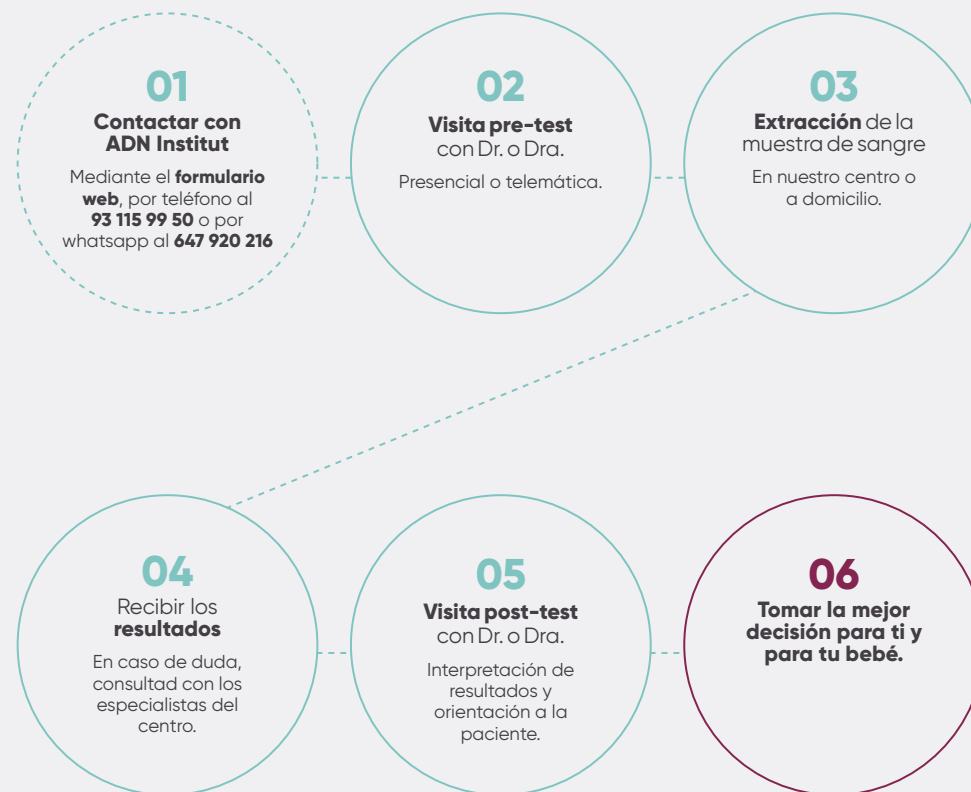 01
Contactar con
ADN Institut
Mediante el formulario
web, por teléfono al
93 115 99 50 o por
whatsapp al 647 920 216
02
Visita pre-test
con Dr. o Dra.
Presencial o telemática.
03
Extracción de la
muestra de sangre
En nuestro centro o
a domicilio.
04
Recibir los
resultados
En caso de duda,
consultad con los
especialistas del
centro.
05
Visita post-test
con Dr. o Dra.
Interpretación de
resultados y
orientación a la
paciente.
06
Tomar la mejor
decisión para ti y
para tu bebé.